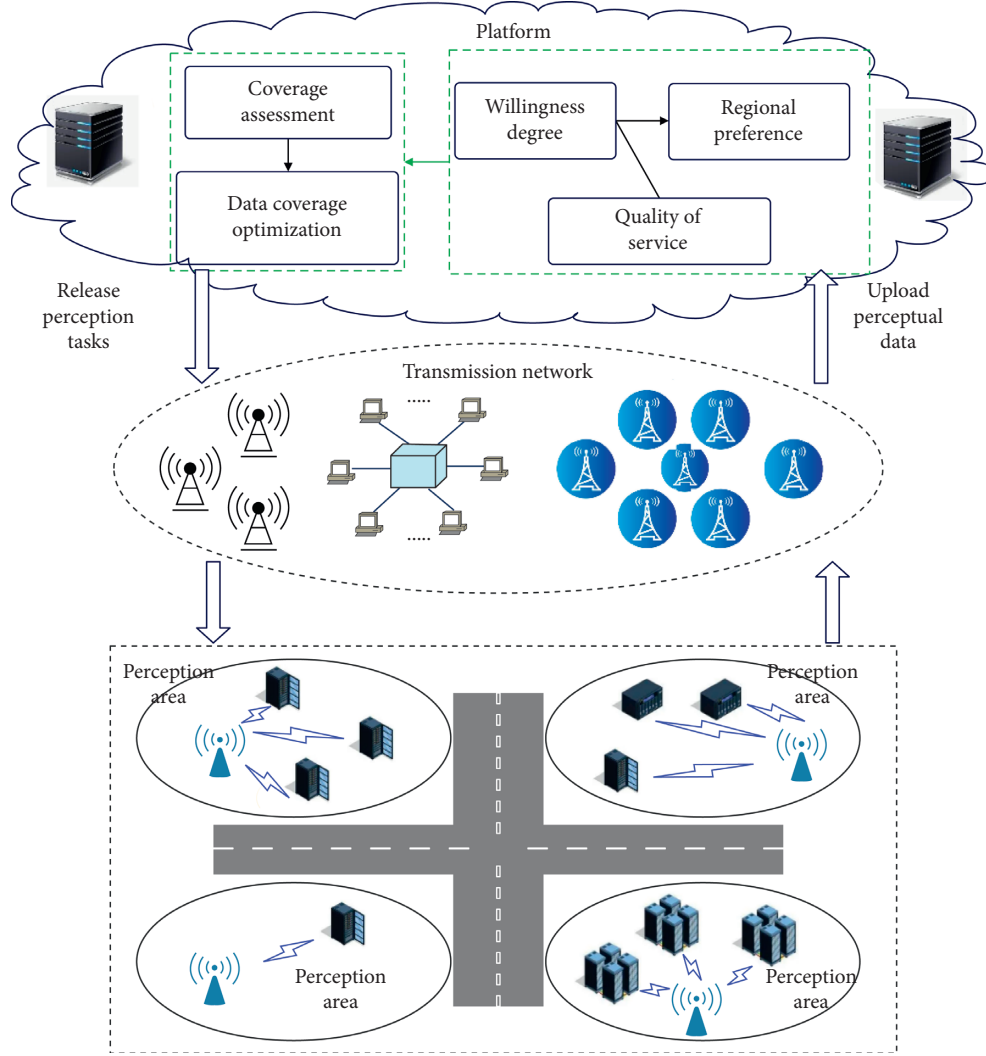 Platform
Coverage
assessment
Data coverage
optimization
Willingness
degree
Regional
preference
Quality of
service
Release
perception
tasks
Upload
perceptual
data
Transmission network
.....
.....
Perception
area
Perception
area
Perception
area
Perception
area